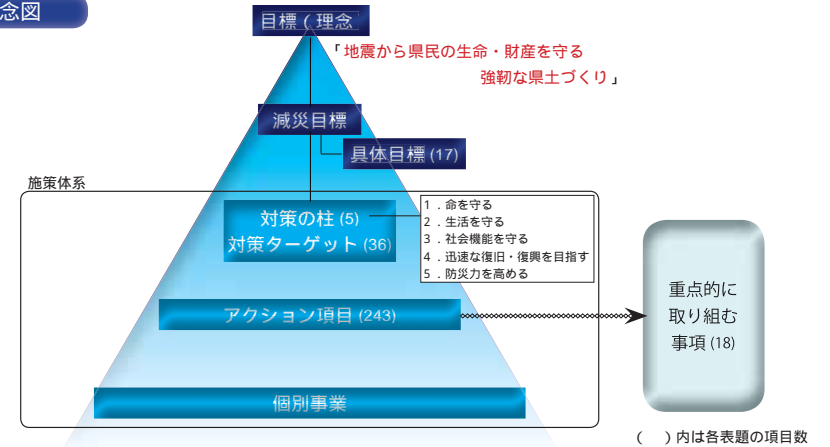 念図
目標(理念
「地震から県民の生命・財産を守る
強靭な県土づくり」
減災目標
具体目標(17)
施策体系
対策の柱(5)
対策ターゲット(36)
1．命を守る
2．生活を守る
3．社会機能を守る
4．迅速な復旧・復興を目指す
5．防災力を高める
アクション項目(243)
重点的に
取り組む
事項(18)
個別事業
(　)内は各表題の項目数